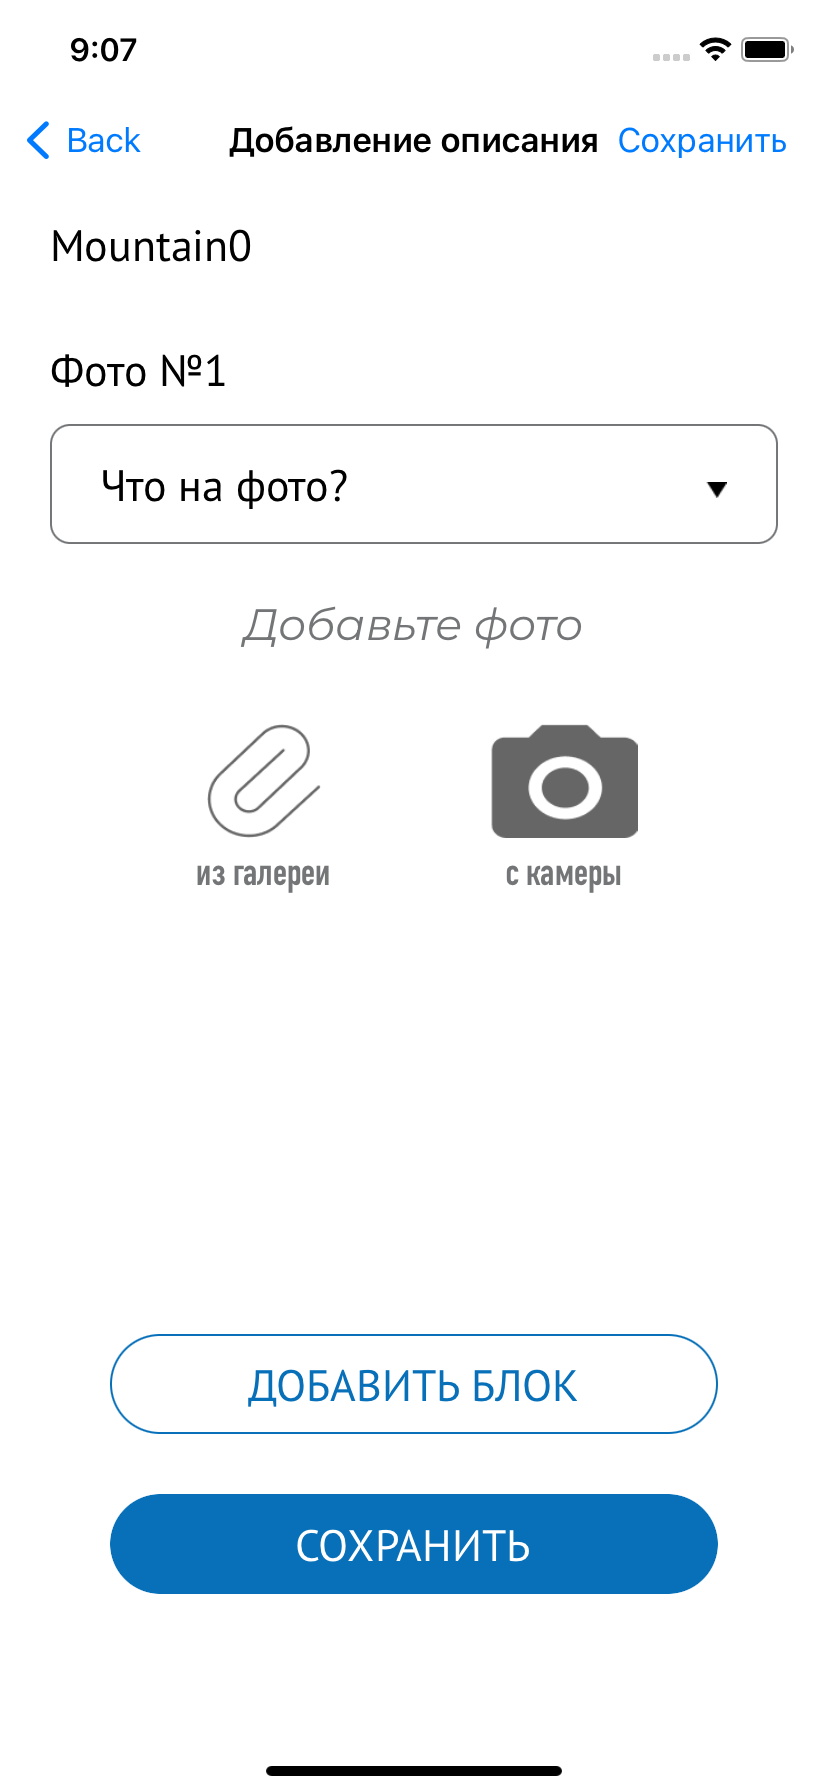 9:07
Back Добавление описания Сохранить
Mountain0
Фото №1
Что на фото?
Добавьте фото
из галереи с камеры
ДОБАВИТЬ БЛОК
СОХРАНИТЬ